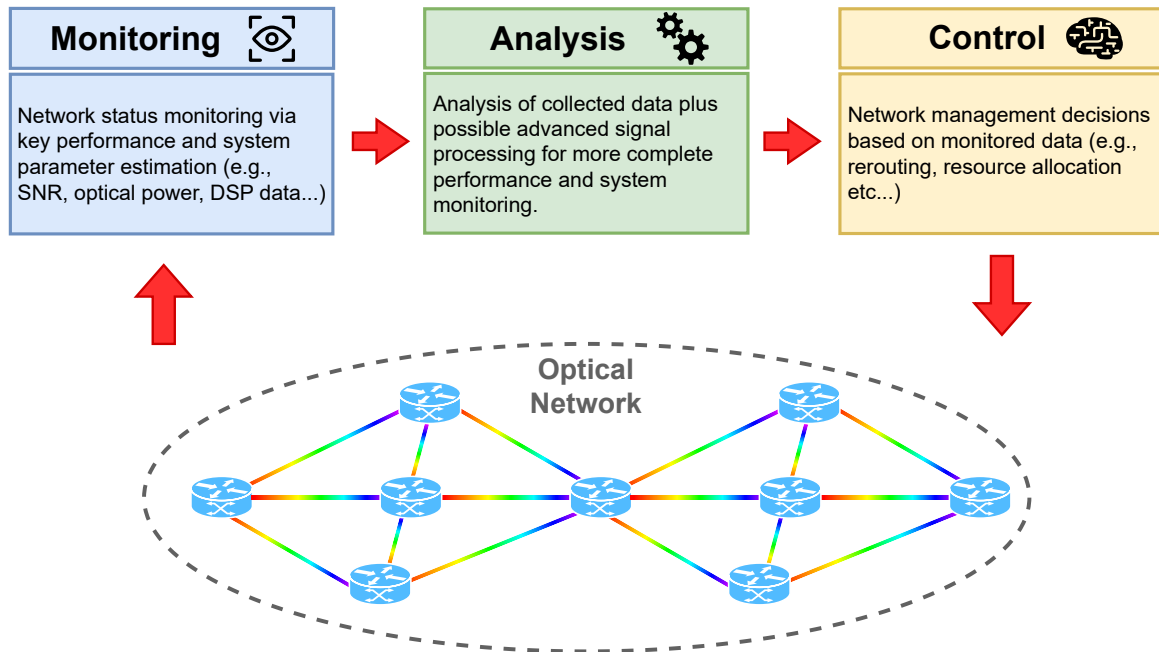 Monitoring
Network status monitoring via
key performance and system
parameter estimation (e.g.,
SNR, optical power, DSP data...)
Analysis
Analysis of collected data plus
possible advanced signal
processing for more complete
performance and system
monitoring.
Control
Network management decisions
based on monitored data (e.g.,
rerouting, resource allocation
etc...)
Optical
Network